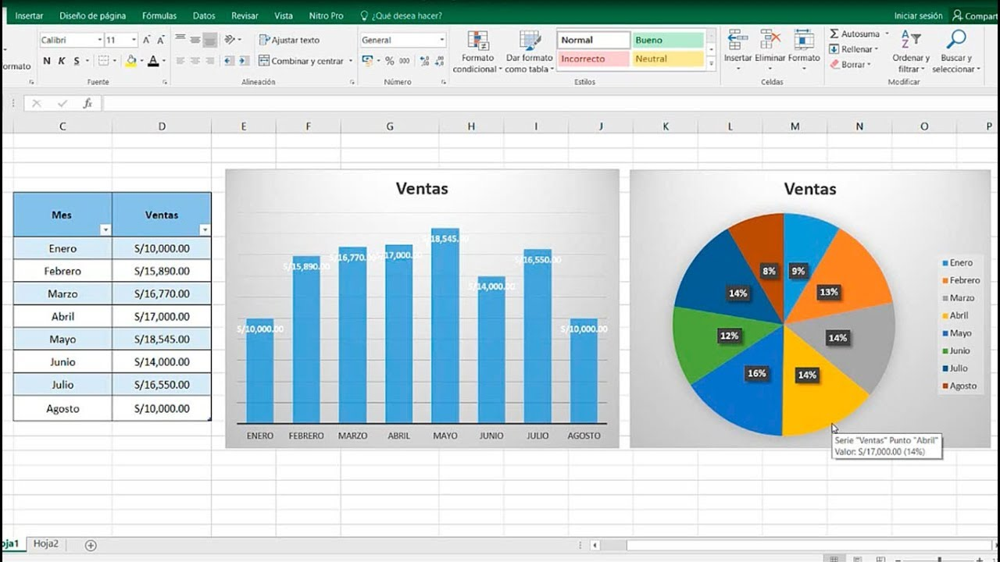 Insertar Diseño de página Fórmulas Datos Revisar Vista Nitro Pro ¿Qué desea hacer? Iniciar sesión Compart
Calibri 11 Ajustar texto General Normal Bueno Autosuma
ormato N K S A Combinar y centrar % 000 Formato condicional Dar formato como tabla Incorrecto Neutral Insertar Eliminar Formato Rellenar Borrar Ordenar y filtrar Buscar y seleccionar
Fuente Alineación Número Estilos Celdas Modificar
fx
C D E F G H I J K L M N O P
Mes Ventas
Enero S/10,000.00
Febrero S/15,890.00
Marzo S/16,770.00
Abril S/17,000.00
Mayo S/18,545.00
Junio S/14,000.00
Julio S/16,550.00
Agosto S/10,000.00
Ventas
S/10,000.00 S/15,890.00 S/16,770.00 S/17,000.00 S/18,545.00 S/14,000.00 S/16,550.00 S/10,000.00
ENERO FEBRERO MARZO ABRIL MAYO JUNIO JULIO AGOSTO
Ventas
8% 9%
14% 13%
12% 14%
16% 14%
Enero
Febrero
Marzo
Abril
Mayo
Junio
Julio
Agosto
Serie "Ventas" Punto "Abril"
Valor: S/17,000.00 (14%)
oja1 Hoja2